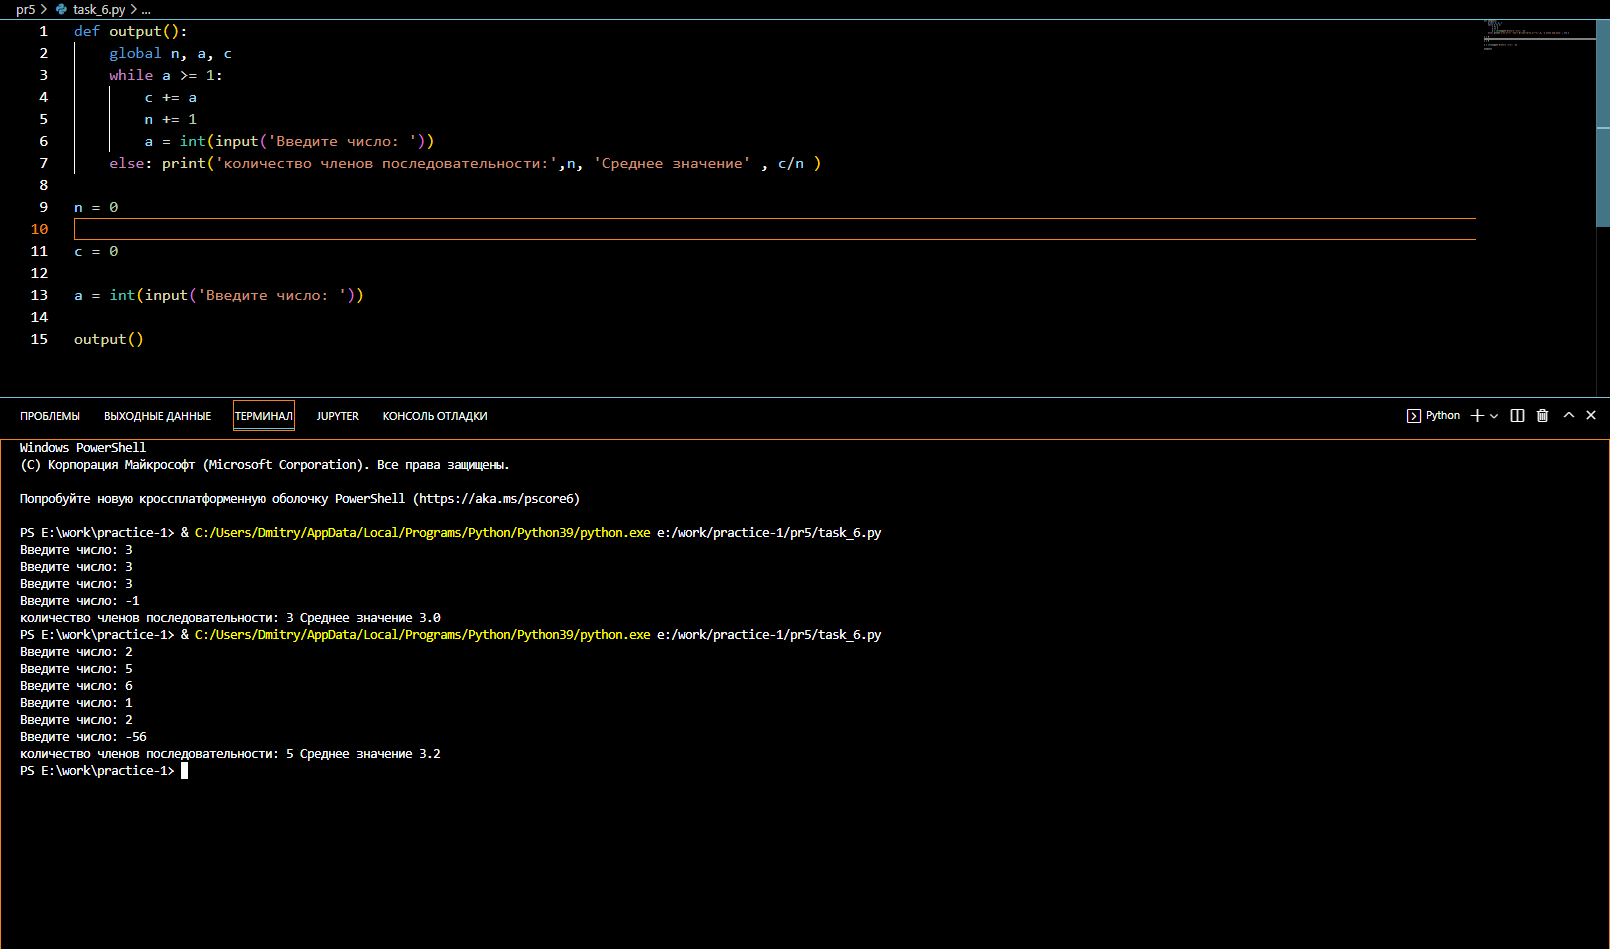 pr5 > task_6.py > ...
1 def output():
2     global n, a, c
3     while a >= 1:
4         c += a
5         n += 1
6         a = int(input('Введите число: '))
7     else: print('количество членов последовательности:',n, 'Среднее значение' , c/n )
8
9 n = 0
10
11 c = 0
12
13 a = int(input('Введите число: '))
14
15 output()
ПРОБЛЕМЫ ВЫХОДНЫЕ ДАННЫЕ ТЕРМИНАЛ JUPYTER КОНСОЛЬ ОТЛАДКИ Python
Windows PowerShell
(C) Корпорация Майкрософт (Microsoft Corporation). Все права защищены.
Попробуйте новую кроссплатформенную оболочку PowerShell (https://aka.ms/pscore6)
PS E:\work\practice-1> & C:/Users/Dmitry/AppData/Local/Programs/Python/Python39/python.exe e:/work/practice-1/pr5/task_6.py
Введите число: 3
Введите число: 3
Введите число: 3
Введите число: -1
количество членов последовательности: 3 Среднее значение 3.0
PS E:\work\practice-1> & C:/Users/Dmitry/AppData/Local/Programs/Python/Python39/python.exe e:/work/practice-1/pr5/task_6.py
Введите число: 2
Введите число: 5
Введите число: 6
Введите число: 1
Введите число: 2
Введите число: -56
количество членов последовательности: 5 Среднее значение 3.2
PS E:\work\practice-1>